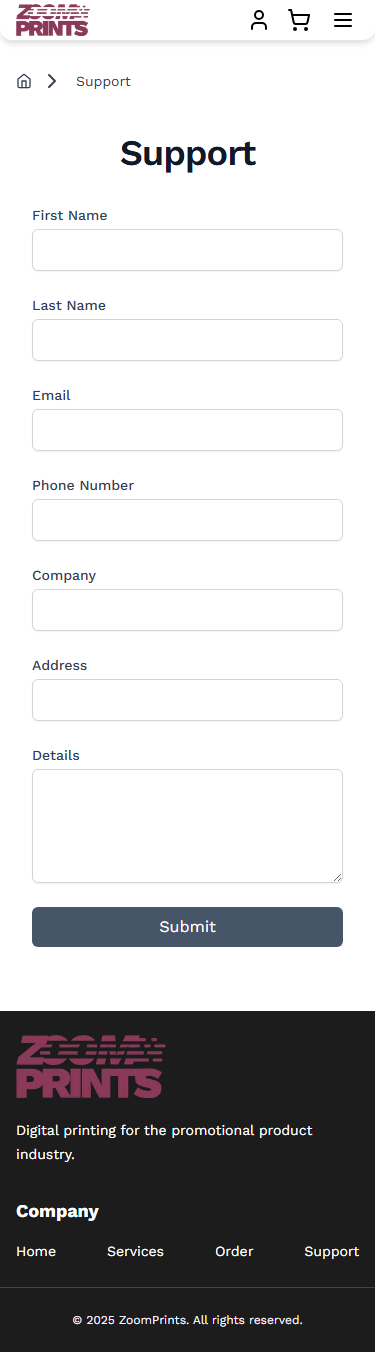 ZOOM
PRINTS
Support
Support
First Name
Last Name
Email
Phone Number
Company
Address
Details
Submit
ZOOM
PRINTS
Digital printing for the promotional product
industry.
Company
Home Services Order Support
© 2025 ZoomPrints. All rights reserved.